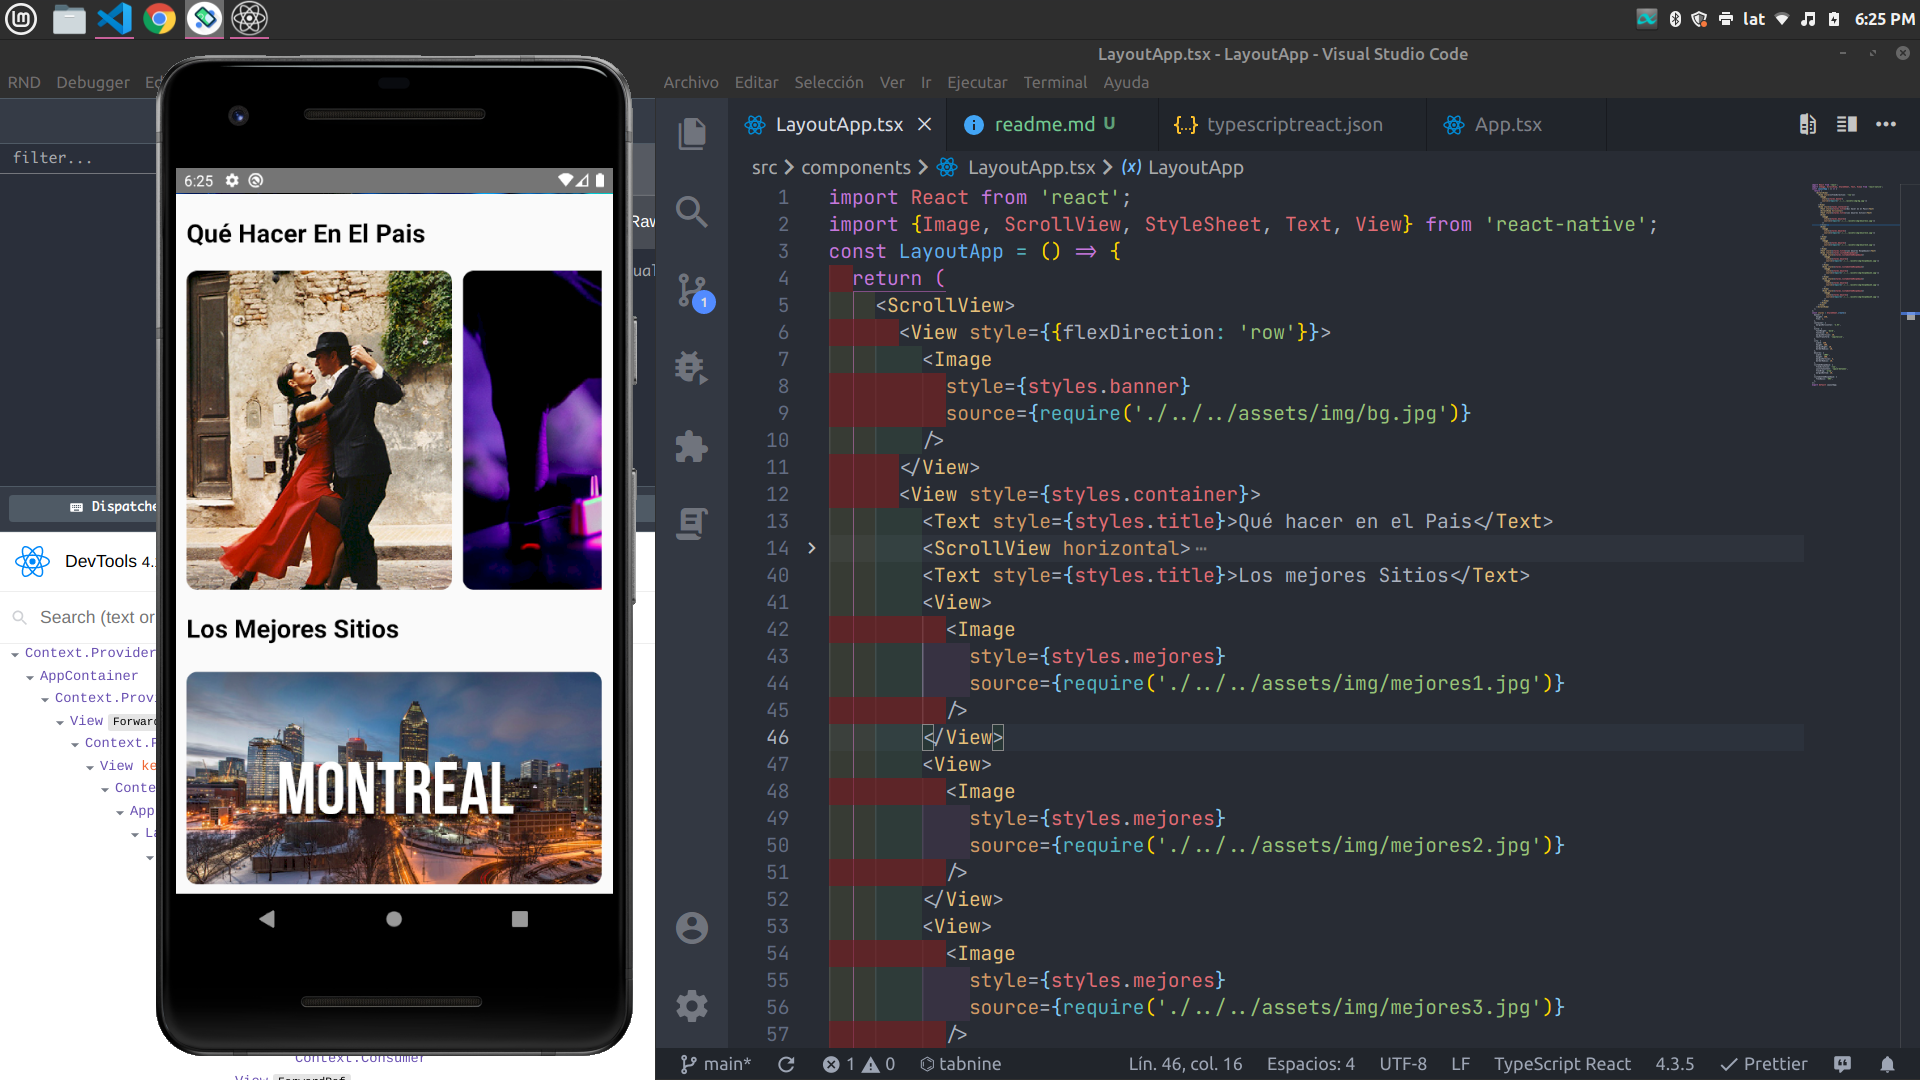 lat 6:25 PM
LayoutApp.tsx - LayoutApp - Visual Studio Code
RND Debugger
Archivo Editar Selección Ver Ir Ejecutar Terminal Ayuda
filter...
Dispatche
DevTools 4.
Search (text or
Context.Provider
AppContainer
Context.Prov
View Forward
Context.P
View ke
Conte
App
La
Context.Consumer
View ForwardRef
6:25
Qué Hacer En El Pais
Los Mejores Sitios
MONTREAL
LayoutApp.tsx readme.md U {..} typescriptreact.json App.tsx
src > components > LayoutApp.tsx > LayoutApp
1 import React from 'react';
2 import {Image, ScrollView, StyleSheet, Text, View} from 'react-native';
3 const LayoutApp = () => {
4 return (
5 <ScrollView>
6 <View style={{flexDirection: 'row'}}>
7 <Image
8 style={styles.banner}
9 source={require('./../../assets/img/bg.jpg')}
10 />
11 </View>
12 <View style={styles.container}>
13 <Text style={styles.title}>Qué hacer en el Pais</Text>
14 <ScrollView horizontal>⋯
40 <Text style={styles.title}>Los mejores Sitios</Text>
41 <View>
42 <Image
43 style={styles.mejores}
44 source={require('./../../assets/img/mejores1.jpg')}
45 />
46 </View>
47 <View>
48 <Image
49 style={styles.mejores}
50 source={require('./../../assets/img/mejores2.jpg')}
51 />
52 </View>
53 <View>
54 <Image
55 style={styles.mejores}
56 source={require('./../../assets/img/mejores3.jpg')}
57 />
1
main* 1 0 tabnine Lín. 46, col. 16 Espacios: 4 UTF-8 LF TypeScript React 4.3.5 Prettier